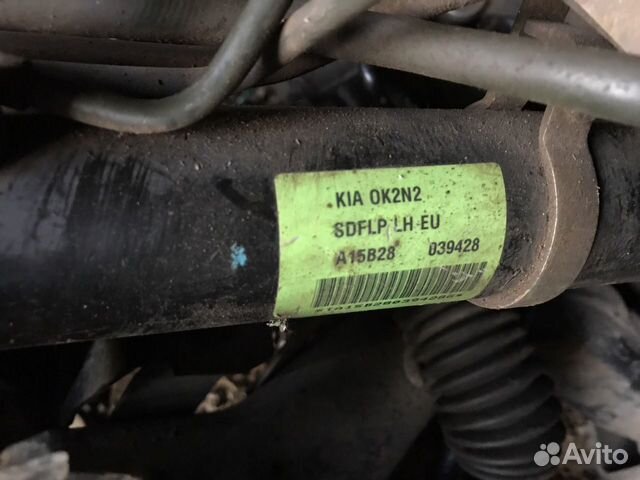 KIA OK2N2
SDFLP LH EU
A15B28 039428
Avito